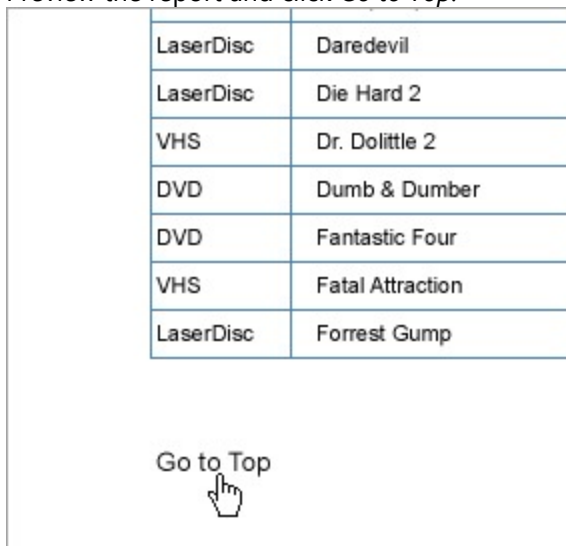 Preview the report and click Go to Top.
LaserDisc Daredevil
LaserDisc Die Hard 2
VHS Dr. Dolittle 2
DVD Dumb & Dumber
DVD Fantastic Four
VHS Fatal Attraction
LaserDisc Forrest Gump
Go to Top